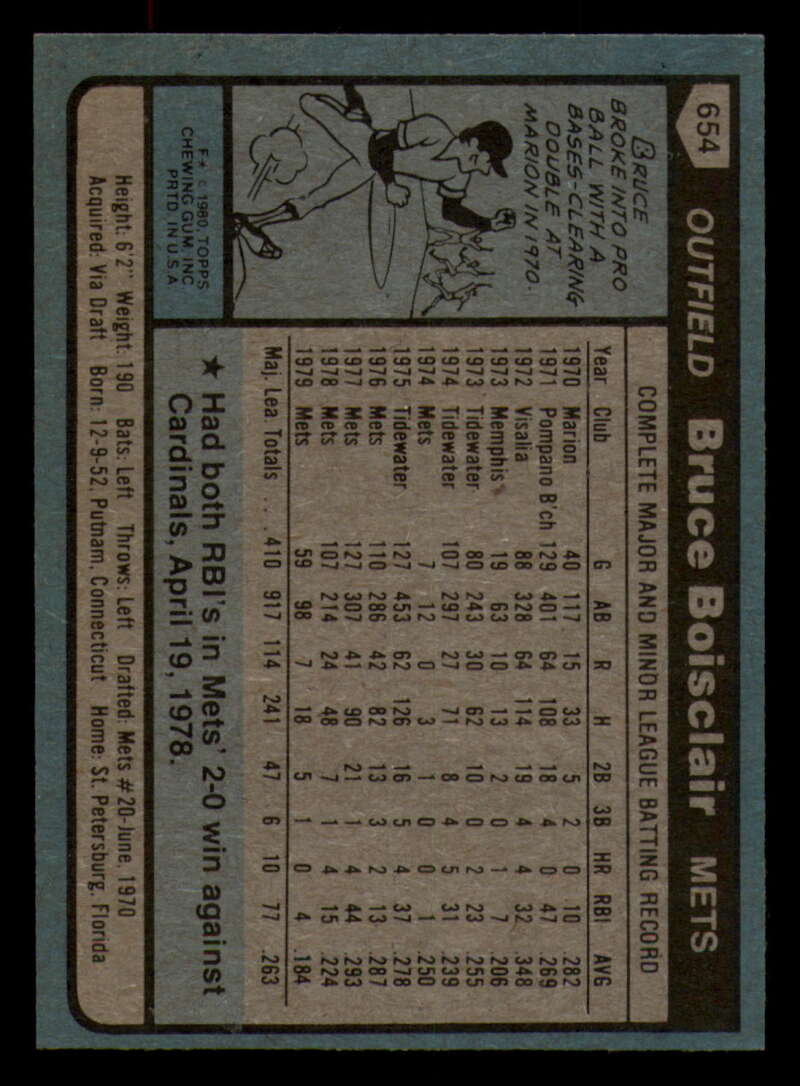 654 OUTFIELD Bruce Boisclair METS
BRUCE
BROKE INTO PRO
BALL WITH A
BASES-CLEARING
DOUBLE AT
MARION IN 1970.
F* © 1980 TOPPS
CHEWING GUM INC.
PRTD. IN U.S.A.
COMPLETE MAJOR AND MINOR LEAGUE BATTING RECORD
Year Club G AB R H 2B 3B HR RBI AVG
1970 Marion 40 117 15 33 5 2 0 10 .282
1971 Pompano B'ch 129 401 64 108 18 4 0 47 .269
1972 Visalia 88 328 64 114 19 4 4 32 .348
1973 Memphis 19 63 10 13 2 0 1 7 .206
1973 Tidewater 80 243 30 62 10 0 2 23 .255
1974 Tidewater 107 297 27 71 8 4 5 31 .239
1974 Mets 7 12 0 3 1 0 0 1 .250
1975 Tidewater 127 453 62 126 16 5 4 37 .278
1976 Mets 110 286 42 82 13 3 2 13 .287
1977 Mets 127 307 41 90 21 1 4 44 .293
1978 Mets 107 214 24 48 7 1 4 15 .224
1979 Mets 59 98 7 18 5 1 0 4 .184
Maj. Lea. Totals . . . 410 917 114 241 47 6 10 77 .263
★ Had both RBI's in Mets' 2-0 win against
Cardinals, April 19, 1978.
Height: 6'2" Weight: 190 Bats: Left Throws: Left Drafted: Mets #20-June, 1970
Acquired: Via Draft Born: 12-9-52, Putnam, Connecticut Home: St. Petersburg, Florida